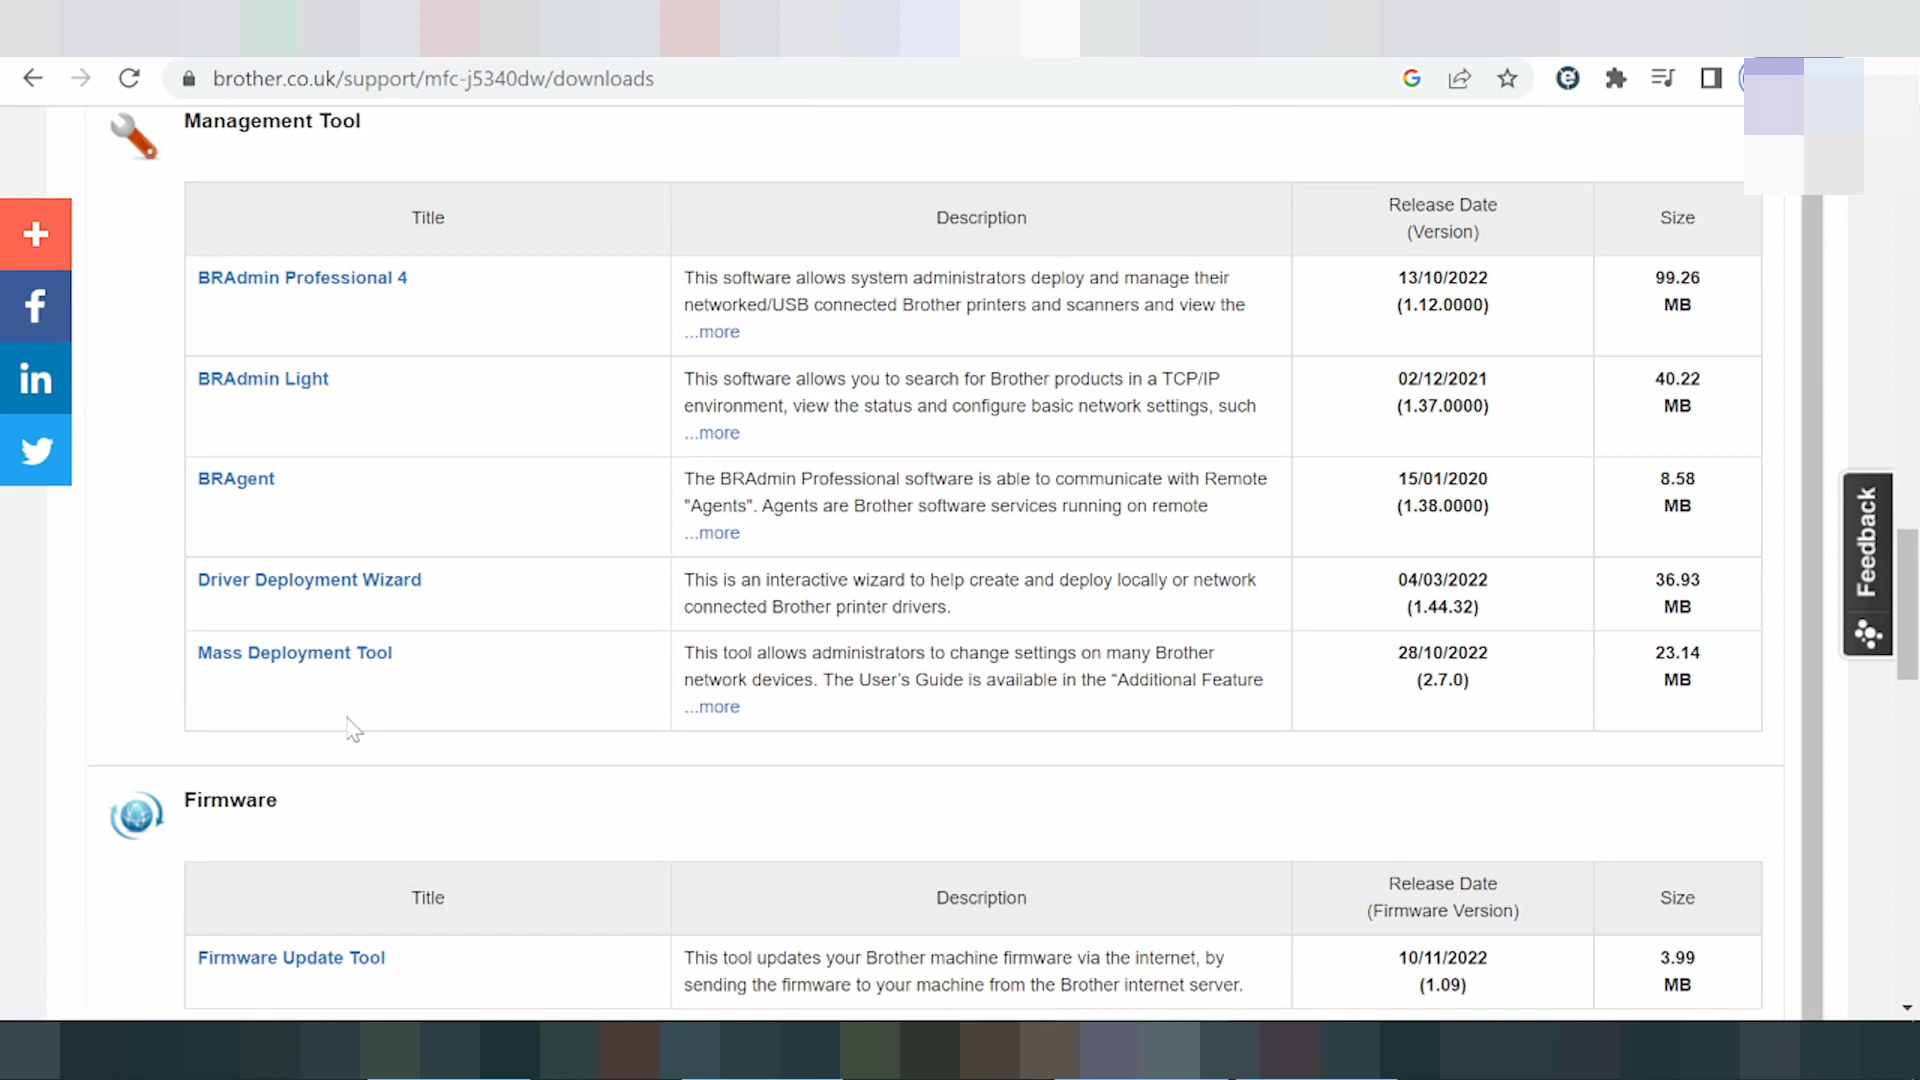 brother.co.uk/support/mfc-j5340dw/downloads
Management Tool
Title
Description
Release Date
(Version)
Size
BRAdmin Professional 4
This software allows system administrators deploy and manage their
networked/USB connected Brother printers and scanners and view the
...more
13/10/2022
(1.12.0000)
99.26
MB
BRAdmin Light
This software allows you to search for Brother products in a TCP/IP
environment, view the status and configure basic network settings, such
...more
02/12/2021
(1.37.0000)
40.22
MB
BRAgent
The BRAdmin Professional software is able to communicate with Remote
"Agents". Agents are Brother software services running on remote
...more
15/01/2020
(1.38.0000)
8.58
MB
Driver Deployment Wizard
This is an interactive wizard to help create and deploy locally or network
connected Brother printer drivers.
04/03/2022
(1.44.32)
36.93
MB
Mass Deployment Tool
This tool allows administrators to change settings on many Brother
network devices. The User’s Guide is available in the “Additional Feature
...more
28/10/2022
(2.7.0)
23.14
MB
Feedback
Firmware
Title
Description
Release Date
(Firmware Version)
Size
Firmware Update Tool
This tool updates your Brother machine firmware via the internet, by
sending the firmware to your machine from the Brother internet server.
10/11/2022
(1.09)
3.99
MB